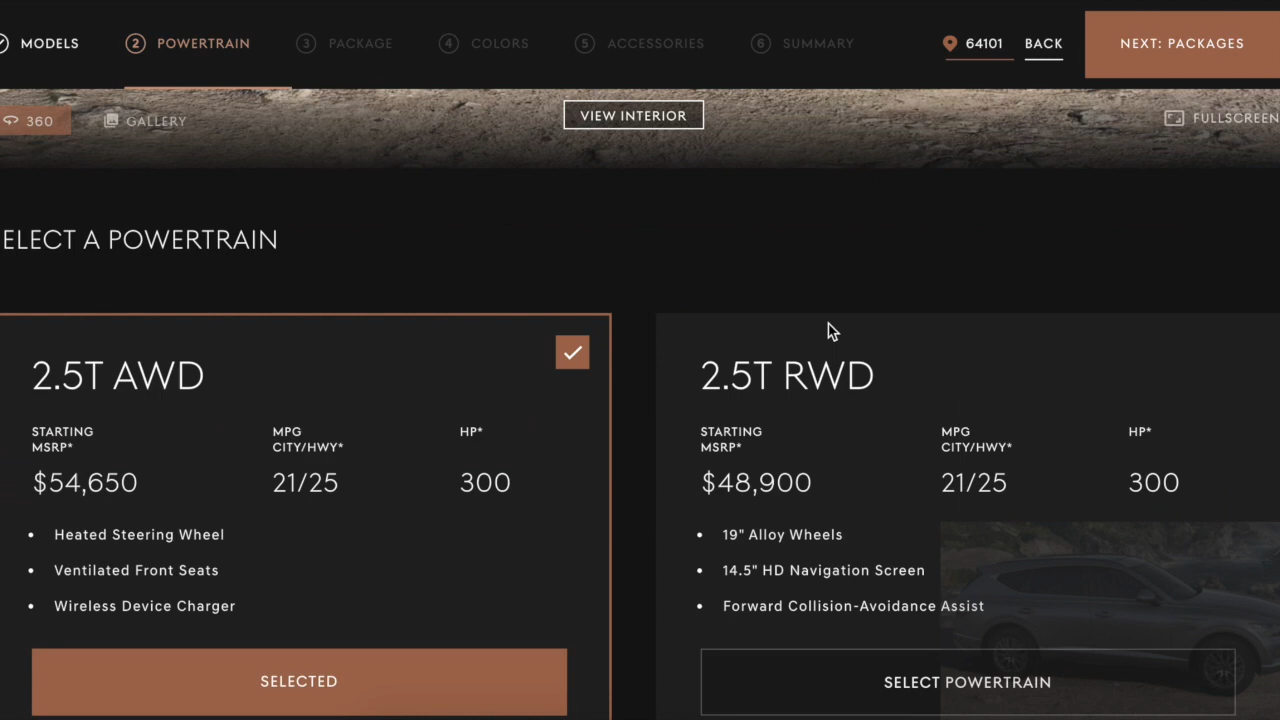 MODELS
2 POWERTRAIN
3 PACKAGE
4 COLORS
5 ACCESSORIES
6 SUMMARY
64101
BACK
NEXT: PACKAGES
360
GALLERY
VIEW INTERIOR
FULLSCREEN
ELECT A POWERTRAIN
2.5T AWD
STARTING
MSRP*
$54,650
MPG
CITY/HWY*
21/25
HP*
300
• Heated Steering Wheel
• Ventilated Front Seats
• Wireless Device Charger
SELECTED
2.5T RWD
STARTING
MSRP*
$48,900
MPG
CITY/HWY*
21/25
HP*
300
• 19" Alloy Wheels
• 14.5" HD Navigation Screen
• Forward Collision-Avoidance Assist
SELECT POWERTRAIN